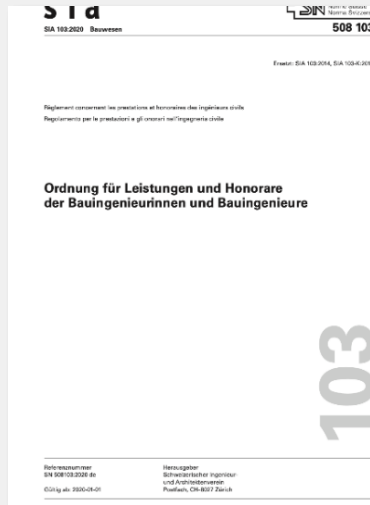 sia
SIA 103:2020 Bauwesen
SN
508 103
Ersetzt: SIA 103:2014, SIA 103-K:201
Règlement concernant les prestations et honoraires des ingénieurs civils
Regolamento per le prestazioni e gli onorari nell'ingegneria civile
Ordnung für Leistungen und Honorare
der Bauingenieurinnen und Bauingenieure
103
Referenznummer
SN 508103:2020 de
Gültig ab: 2020-01-01
Herausgeber
Schweizerischer Ingenieur-
und Architektenverein
Postfach, CH-8027 Zürich